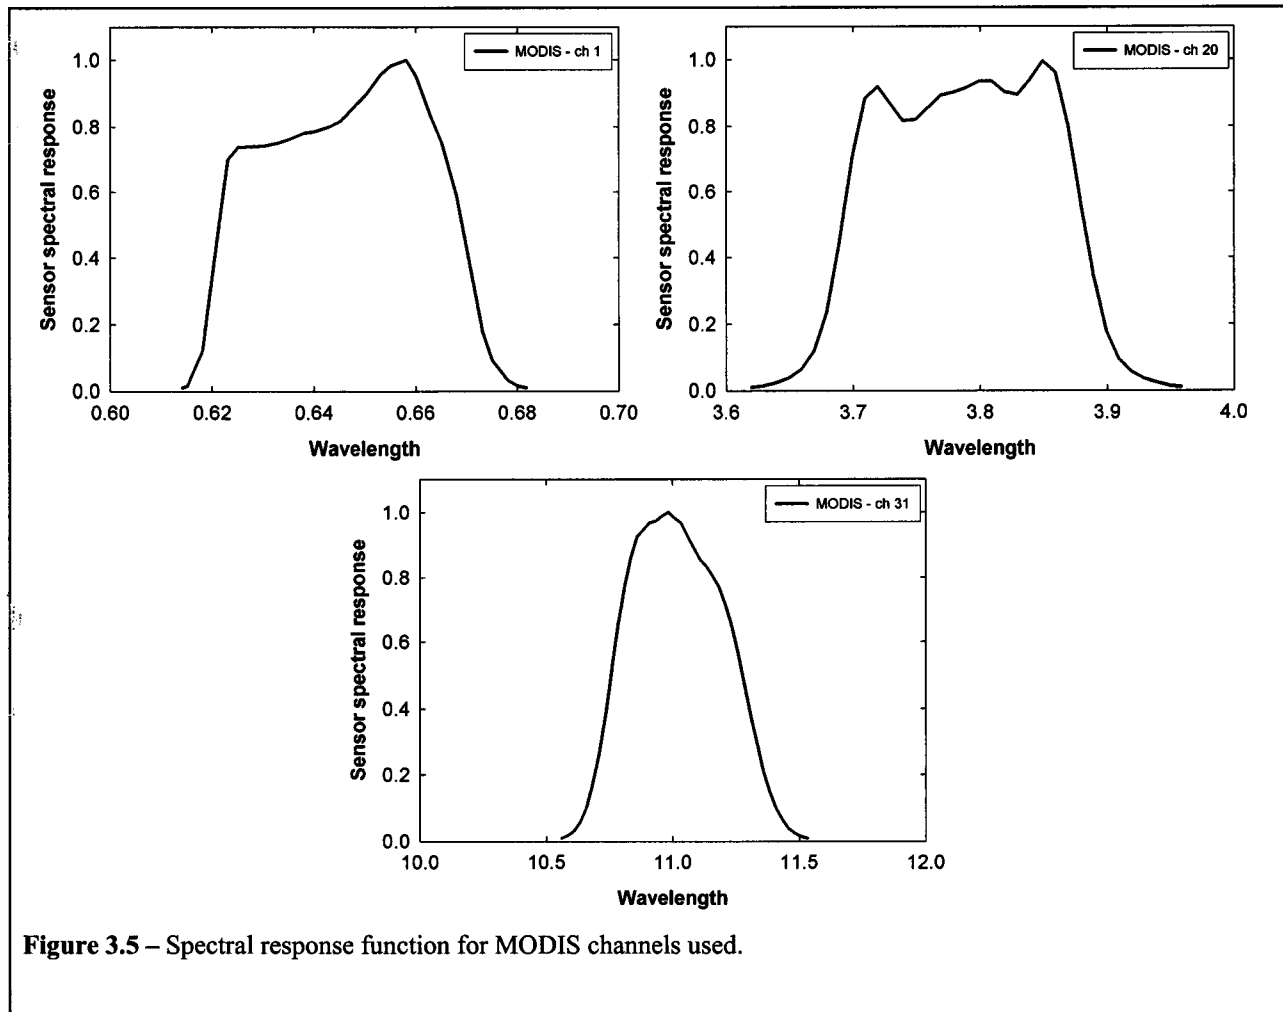 MODIS - ch 1
1.0
0.8
0.6
0.4
0.2
0.0
Sensor spectral response
0.60 0.62 0.64 0.66 0.68 0.70
Wavelength
MODIS - ch 20
1.0
0.8
0.6
0.4
0.2
0.0
Sensor spectral response
3.6 3.7 3.8 3.9 4.0
Wavelength
MODIS - ch 31
1.0
0.8
0.6
0.4
0.2
0.0
Sensor spectral response
10.0 10.5 11.0 11.5 12.0
Wavelength
Figure 3.5 – Spectral response function for MODIS channels used.